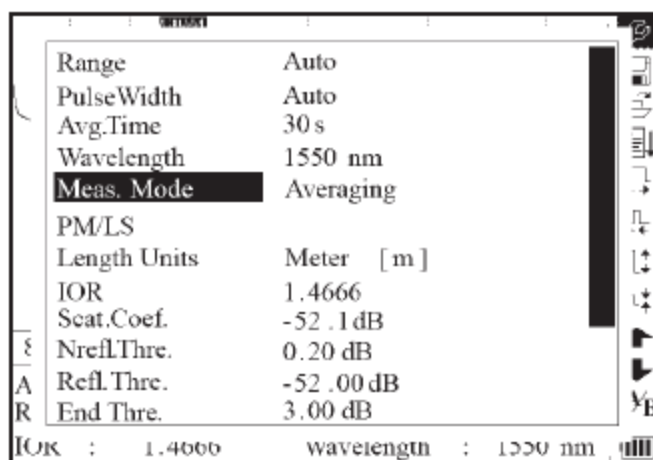 Range Auto
PulseWidth Auto
Avg.Time 30 s
Wavelength 1550 nm
Meas. Mode Averaging
PM/LS
Length Units Meter [ m ]
IOR 1.4666
Scat.Coef. -52 .1dB
Nrefl.Thre. 0.20 dB
Refl.Thre. -52 .00 dB
End Thre. 3.00 dB
A
R
IOR : 1.4666 Wavelength : 1550 nm